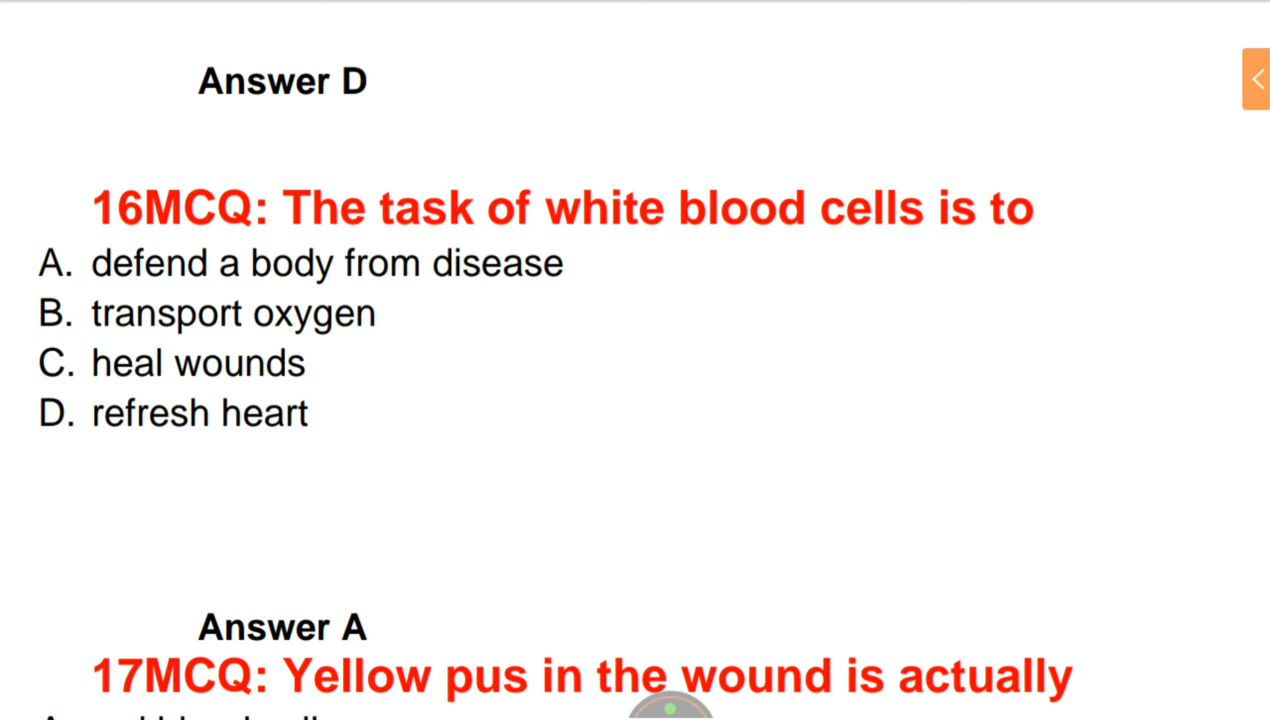 Answer D
16MCQ: The task of white blood cells is to
A. defend a body from disease
B. transport oxygen
C. heal wounds
D. refresh heart
Answer A
17MCQ: Yellow pus in the wound is actually